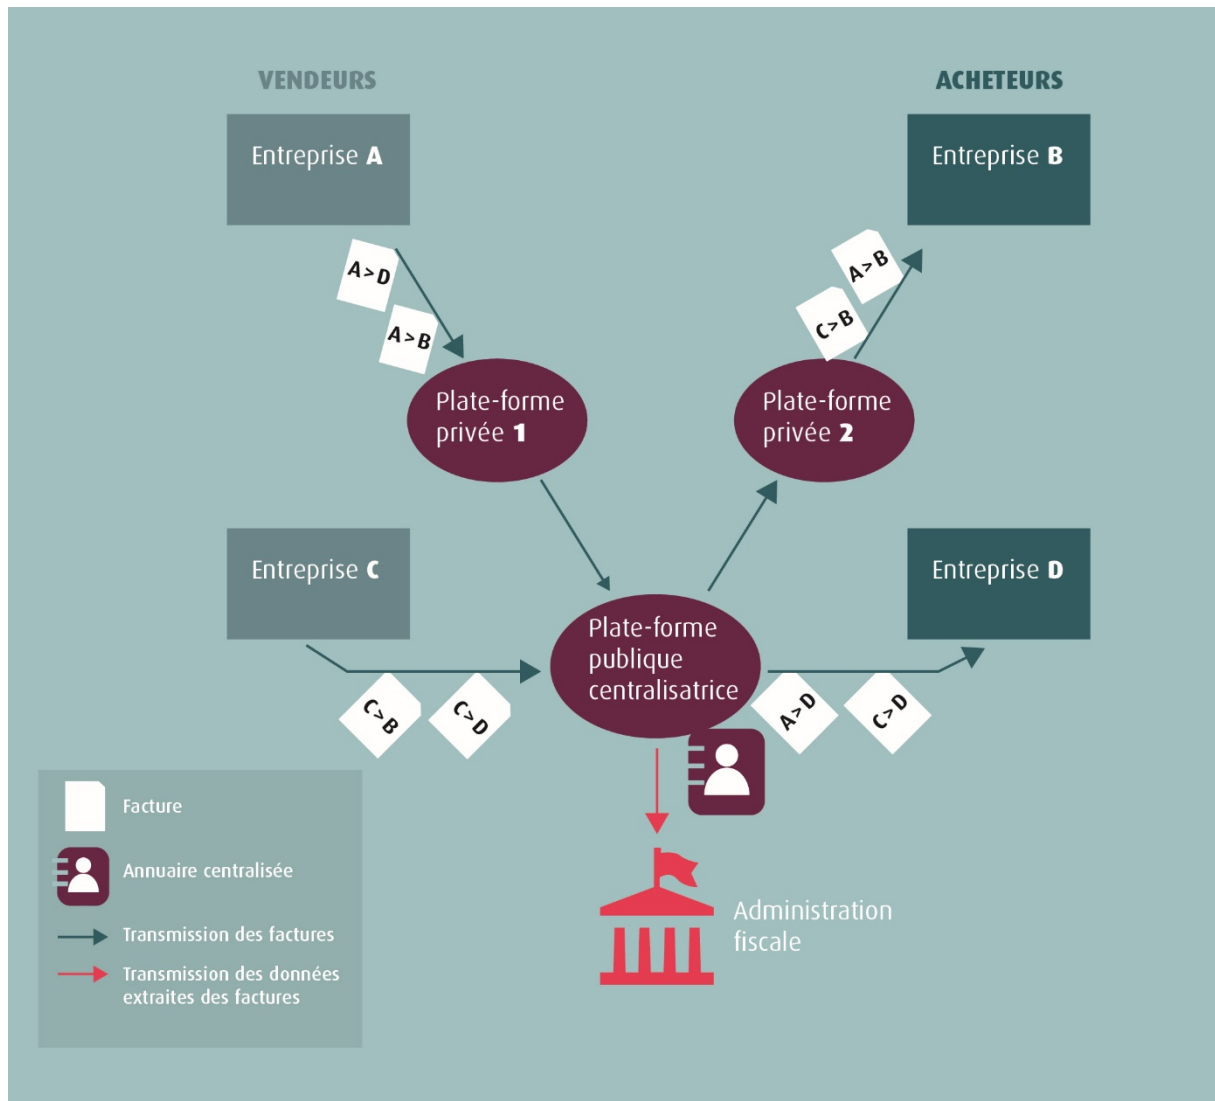 VENDEURS
ACHETEURS
Entreprise A
Entreprise B
A>D
A>B
A>B
C>B
Plate-forme
privée 1
Plate-forme
privée 2
Entreprise C
Entreprise D
Plate-forme
publique
centralisatrice
C>B
C>D
A>D
C>D
Facture
Annuaire centralisée
Transmission des factures
Transmission des données
extraites des factures
Administration
fiscale